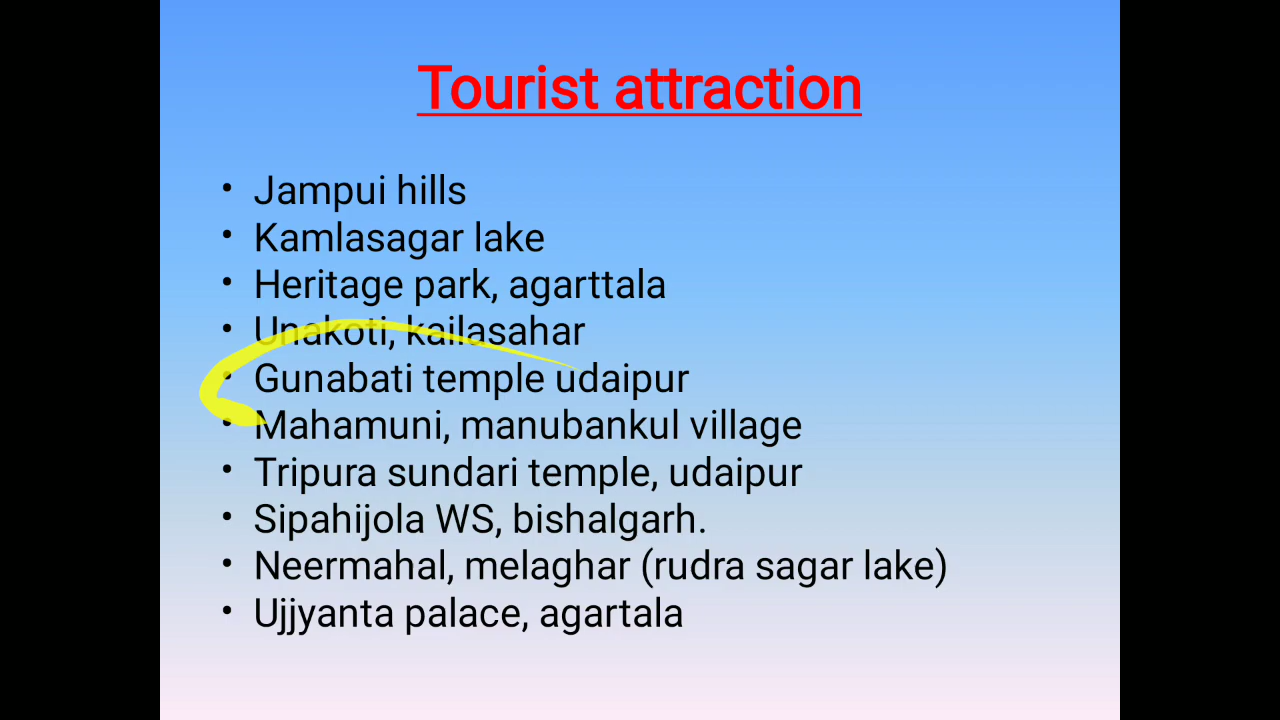 Tourist attraction
• Jampui hills
• Kamlasagar lake
• Heritage park, agarttala
• Unakoti, kailasahar
• Gunabati temple udaipur
• Mahamuni, manubankul village
• Tripura sundari temple, udaipur
• Sipahijola WS, bishalgarh.
• Neermahal, melaghar (rudra sagar lake)
• Ujjyanta palace, agartala